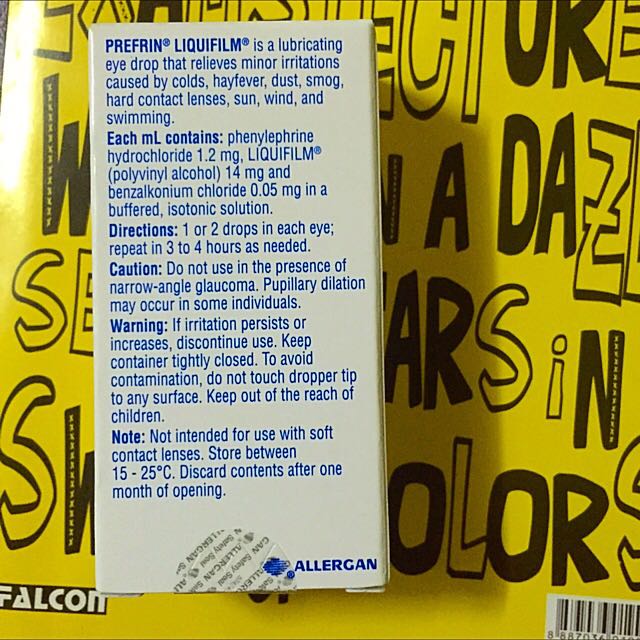 PREFRIN® LIQUIFILM® is a lubricating
eye drop that relieves minor irritations
caused by colds, hayfever, dust, smog,
hard contact lenses, sun, wind, and
swimming.
Each mL contains: phenylephrine
hydrochloride 1.2 mg, LIQUIFILM®
(polyvinyl alcohol) 14 mg and
benzalkonium chloride 0.05 mg in a
buffered, isotonic solution.
Directions: 1 or 2 drops in each eye;
repeat in 3 to 4 hours as needed.
Caution: Do not use in the presence of
narrow-angle glaucoma. Pupillary dilation
may occur in some individuals.
Warning: If irritation persists or
increases, discontinue use. Keep
container tightly closed. To avoid
contamination, do not touch dropper tip
to any surface. Keep out of the reach of
children.
Note: Not intended for use with soft
contact lenses. Store between
15 - 25°C. Discard contents after one
month of opening.
ALLERGAN
ALLERGAN
Safety Seal
FALCON
A
iN